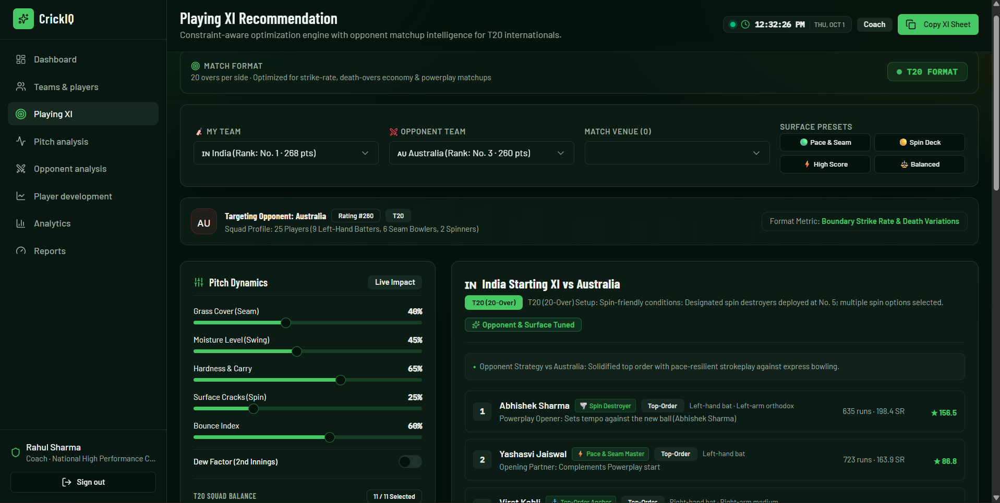 CrickIQ
Dashboard
Teams & players
Playing XI
Pitch analysis
Opponent analysis
Player development
Analytics
Reports
Rahul Sharma
Coach · National High Performance C...
Sign out
Playing XI Recommendation
Constraint-aware optimization engine with opponent matchup intelligence for T20 internationals.
12:32:26 PM THU, OCT 1
Coach
Copy XI Sheet
MATCH FORMAT
20 overs per side · Optimized for strike-rate, death-overs economy & powerplay matchups
T20 FORMAT
MY TEAM
IN India (Rank: No. 1 · 268 pts)
OPPONENT TEAM
AU Australia (Rank: No. 3 · 260 pts)
MATCH VENUE (0)
SURFACE PRESETS
Pace & Seam
Spin Deck
High Score
Balanced
AU
Targeting Opponent: Australia Rating #260 T20
Squad Profile: 25 Players (9 Left-Hand Batters, 6 Seam Bowlers, 2 Spinners)
Format Metric: Boundary Strike Rate & Death Variations
Pitch Dynamics Live Impact
Grass Cover (Seam) 40%
Moisture Level (Swing) 45%
Hardness & Carry 65%
Surface Cracks (Spin) 25%
Bounce Index 60%
Dew Factor (2nd Innings)
T20 SQUAD BALANCE 11 / 11 Selected
IN India Starting XI vs Australia
T20 (20-Over) T20 (20-Over) Setup: Spin-friendly conditions: Designated spin destroyers deployed at No. 5; multiple spin options selected.
Opponent & Surface Tuned
• Opponent Strategy vs Australia: Solidified top order with pace-resilient strokeplay against express bowling.
1 Abhishek Sharma Spin Destroyer Top-Order Left-hand bat · Left-arm orthodox
Powerplay Opener: Sets tempo against the new ball (Abhishek Sharma)
635 runs · 198.4 SR ★ 156.5
2 Yashasvi Jaiswal Pace & Seam Master Top-Order Left-hand bat
Opening Partner: Complements Powerplay start
723 runs · 163.9 SR ★ 86.8
Virat Kohli Top-Order Anchor Top-Order Right-hand bat · Right-arm medium